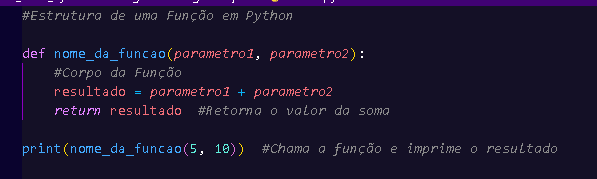 #Estrutura de uma Função em Python
def nome_da_funcao(parametro1, parametro2):
#Corpo da Função
resultado = parametro1 + parametro2
return resultado  #Retorna o valor da soma
print(nome_da_funcao(5, 10))  #Chama a função e imprime o resultado